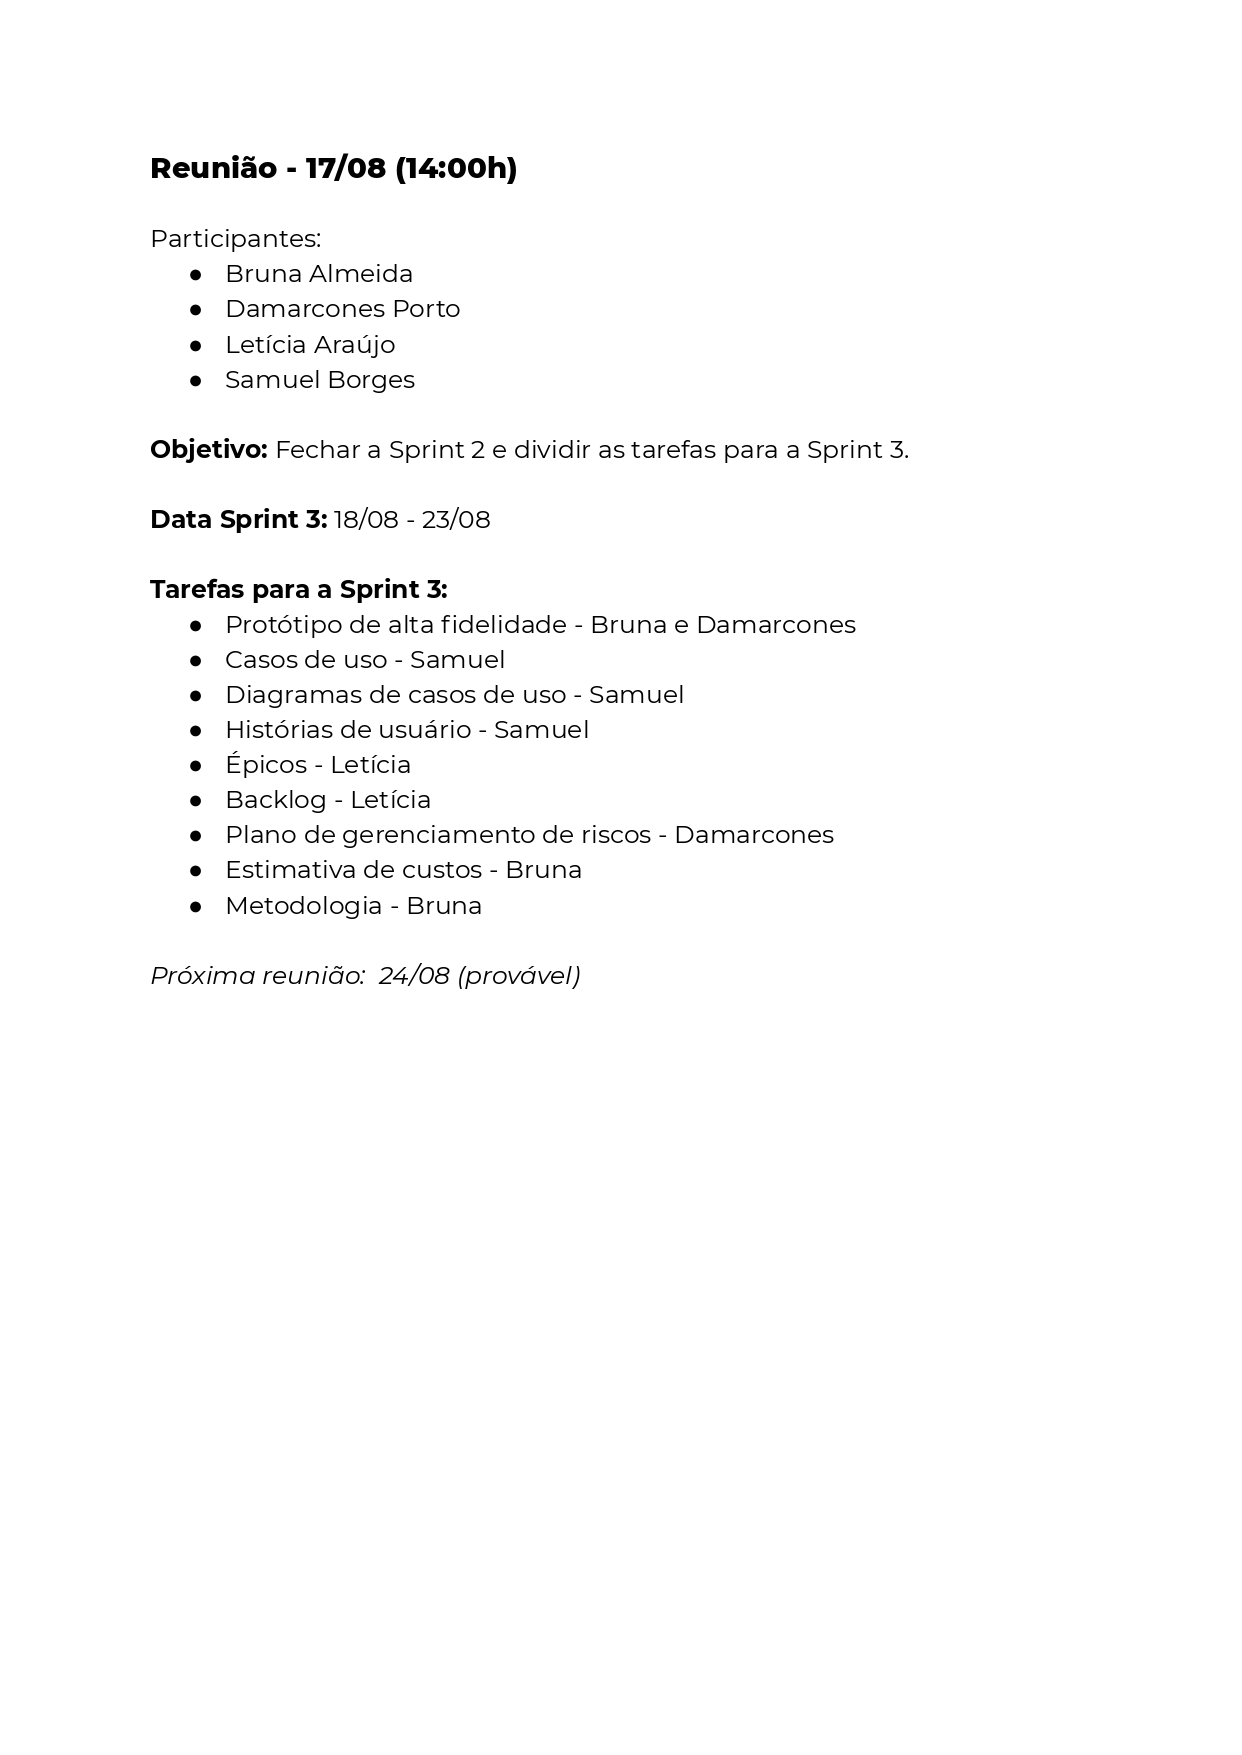 Reunião - 17/08 (14:00h)
Participantes:
● Bruna Almeida
● Damarcones Porto
● Letícia Araújo
● Samuel Borges
Objetivo: Fechar a Sprint 2 e dividir as tarefas para a Sprint 3.
Data Sprint 3: 18/08 - 23/08
Tarefas para a Sprint 3:
● Protótipo de alta fidelidade - Bruna e Damarcones
● Casos de uso - Samuel
● Diagramas de casos de uso - Samuel
● Histórias de usuário - Samuel
● Épicos - Letícia
● Backlog - Letícia
● Plano de gerenciamento de riscos - Damarcones
● Estimativa de custos - Bruna
● Metodologia - Bruna
Próxima reunião:  24/08 (provável)